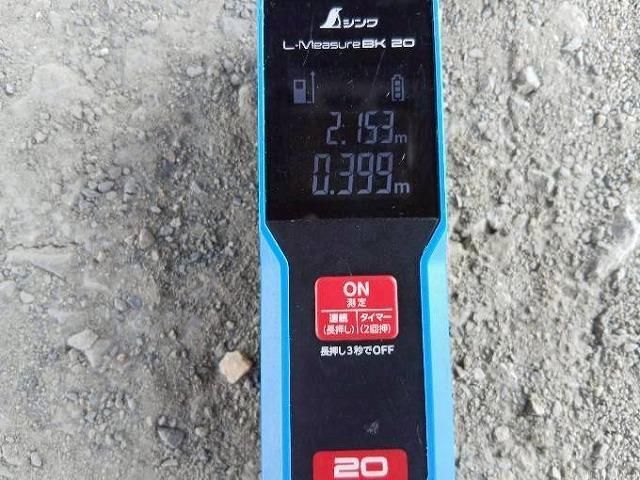 シンワ
L-Measure BK 20
2.153m
0.399m
ON
測定
連続 タイマー
(長押し) (2回押)
長押し3秒でOFF
20